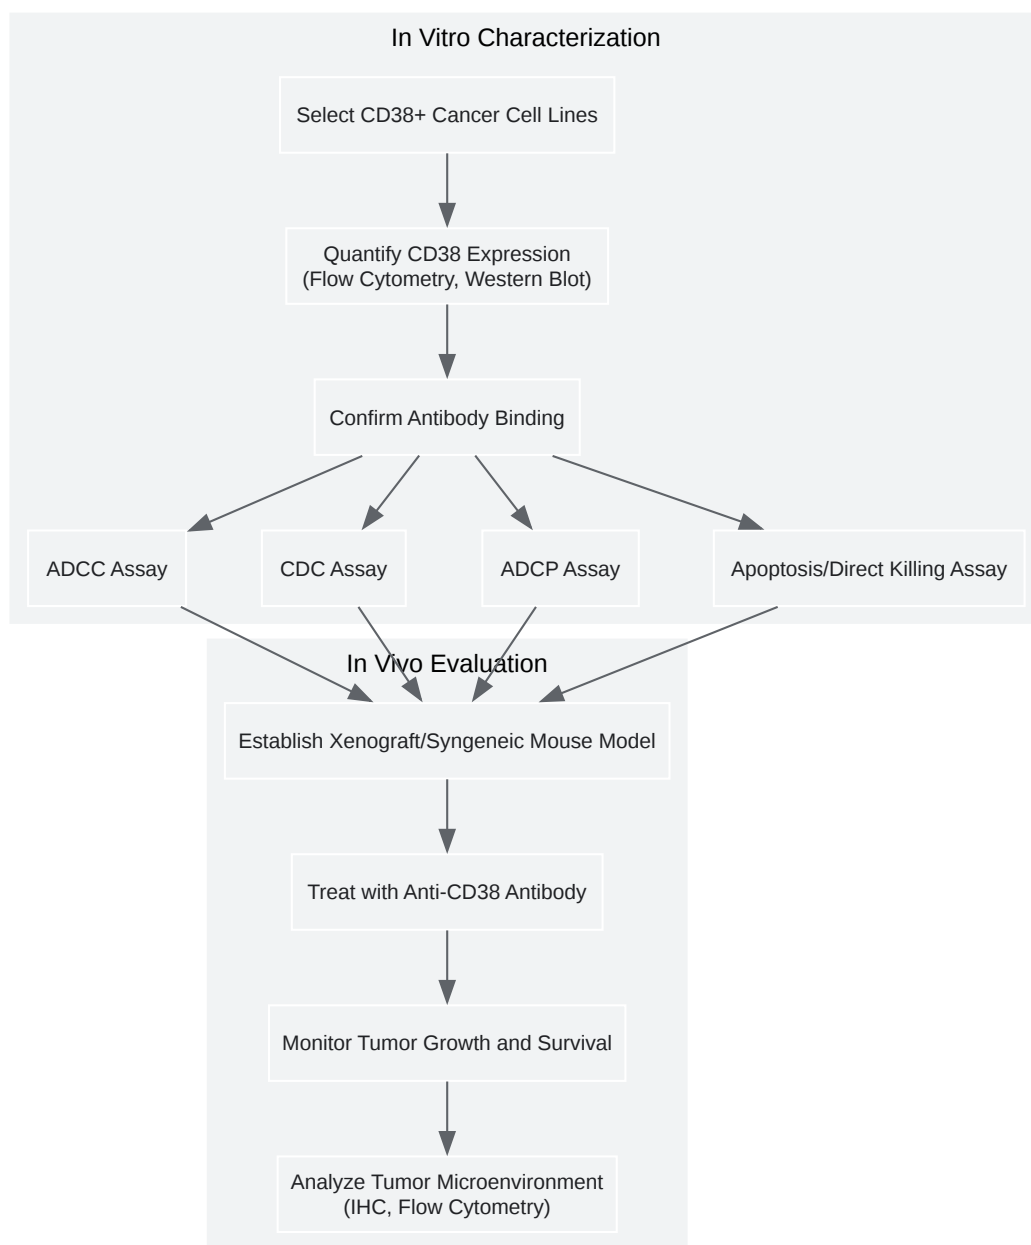 In Vitro Characterization
Select CD38+ Cancer Cell Lines
Quantify CD38 Expression
(Flow Cytometry, Western Blot)
Confirm Antibody Binding
ADCC Assay
CDC Assay
ADCP Assay
Apoptosis/Direct Killing Assay
In Vivo Evaluation
Establish Xenograft/Syngeneic Mouse Model
Treat with Anti-CD38 Antibody
Monitor Tumor Growth and Survival
Analyze Tumor Microenvironment
(IHC, Flow Cytometry)